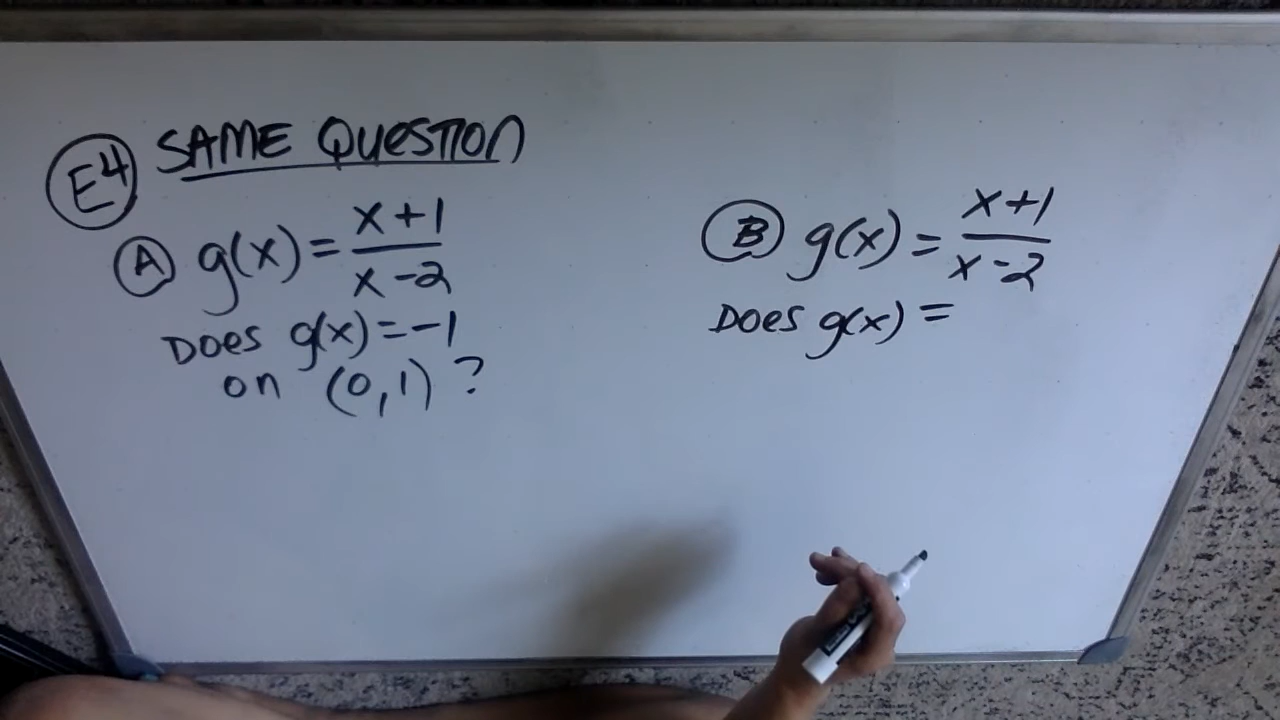 E4 SAME QUESTION
A g(x) = x+1 / x-2
DOES g(x) = -1
on (0,1) ?
B g(x) = x+1 / x-2
DOES g(x) =